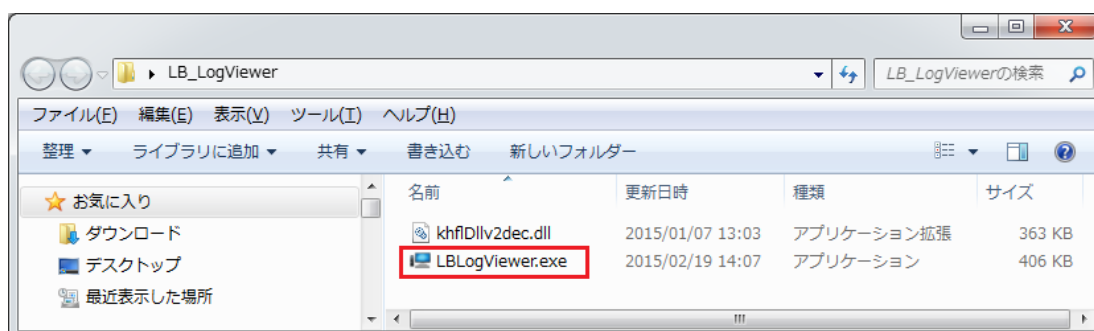 LB_LogViewer
LB_LogViewerの検索
ファイル(F) 編集(E) 表示(V) ツール(T) ヘルプ(H)
整理 ライブラリに追加 共有 書き込む 新しいフォルダー
お気に入り
ダウンロード
デスクトップ
最近表示した場所
名前 更新日時 種類 サイズ
khflDllv2dec.dll 2015/01/07 13:03 アプリケーション拡張 363 KB
LBLogViewer.exe 2015/02/19 14:07 アプリケーション 406 KB